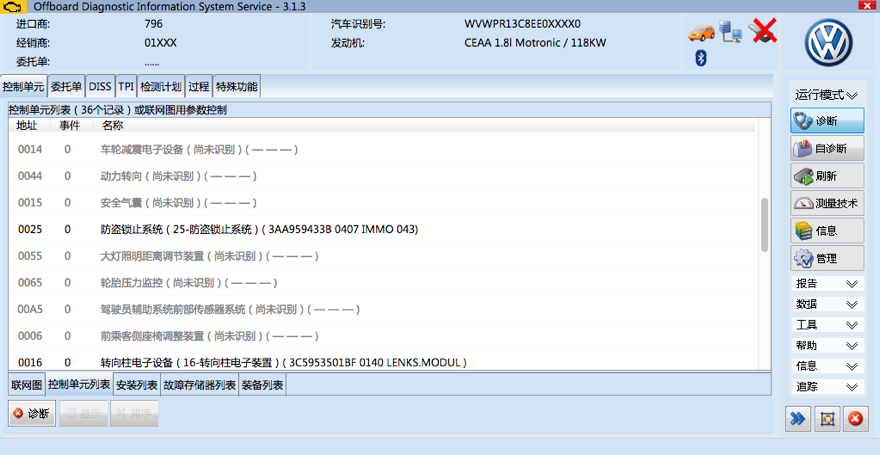 Offboard Diagnostic Information System Service - 3.1.3
进口商: 796 汽车识别号: WVWPR13C8EE0XXXX0
经销商: 01XXX 发动机: CEAA 1.8l Motronic / 118KW
委托单: ......
控制单元 委托单 DISS TPI 检测计划 过程 特殊功能
控制单元列表（36个记录）或联网图用参数控制
地址 事件 名称
0014 0 车轮减震电子设备（尚未识别）( — — — )
0044 0 动力转向（尚未识别）( — — — )
0015 0 安全气囊（尚未识别）( — — — )
0025 0 防盗锁止系统（25-防盗锁止系统）( 3AA959433B 0407 IMMO 043)
0055 0 大灯照明距离调节装置（尚未识别）( — — — )
0065 0 轮胎压力监控（尚未识别）( — — — )
00A5 0 驾驶员辅助系统前部传感器系统（尚未识别）( — — — )
0006 0 前乘客侧座椅调整装置（尚未识别）( — — — )
0016 0 转向柱电子设备（16-转向柱电子装置）( 3C5953501BF 0140 LENKS.MODUL )
联网图 控制单元列表 安装列表 故障存储器列表 装备列表
诊断 显示 排序
运行模式
诊断
自诊断
刷新
测量技术
信息
管理
报告
数据
工具
帮助
信息
追踪